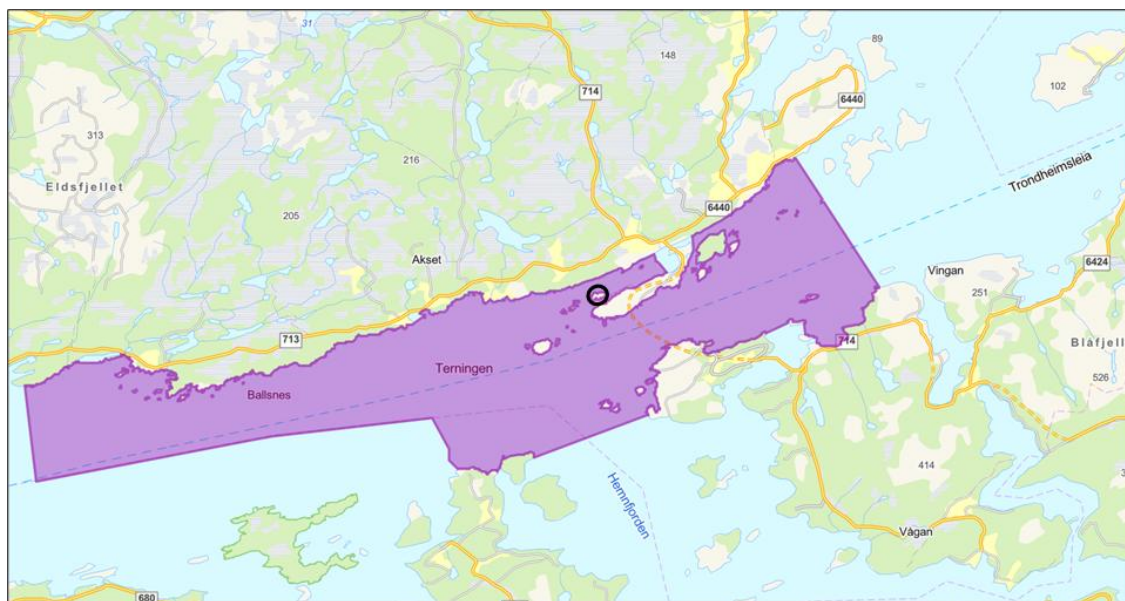 31
148
89
102
714
6440
313
Eldsfjellet
216
Trondheimsleia
205
6440
Akset
6424
Vingan
251
713
714
Blåfjell
Terningen
526
Ballsnes
414
Hemnfjorden
Vågan
680